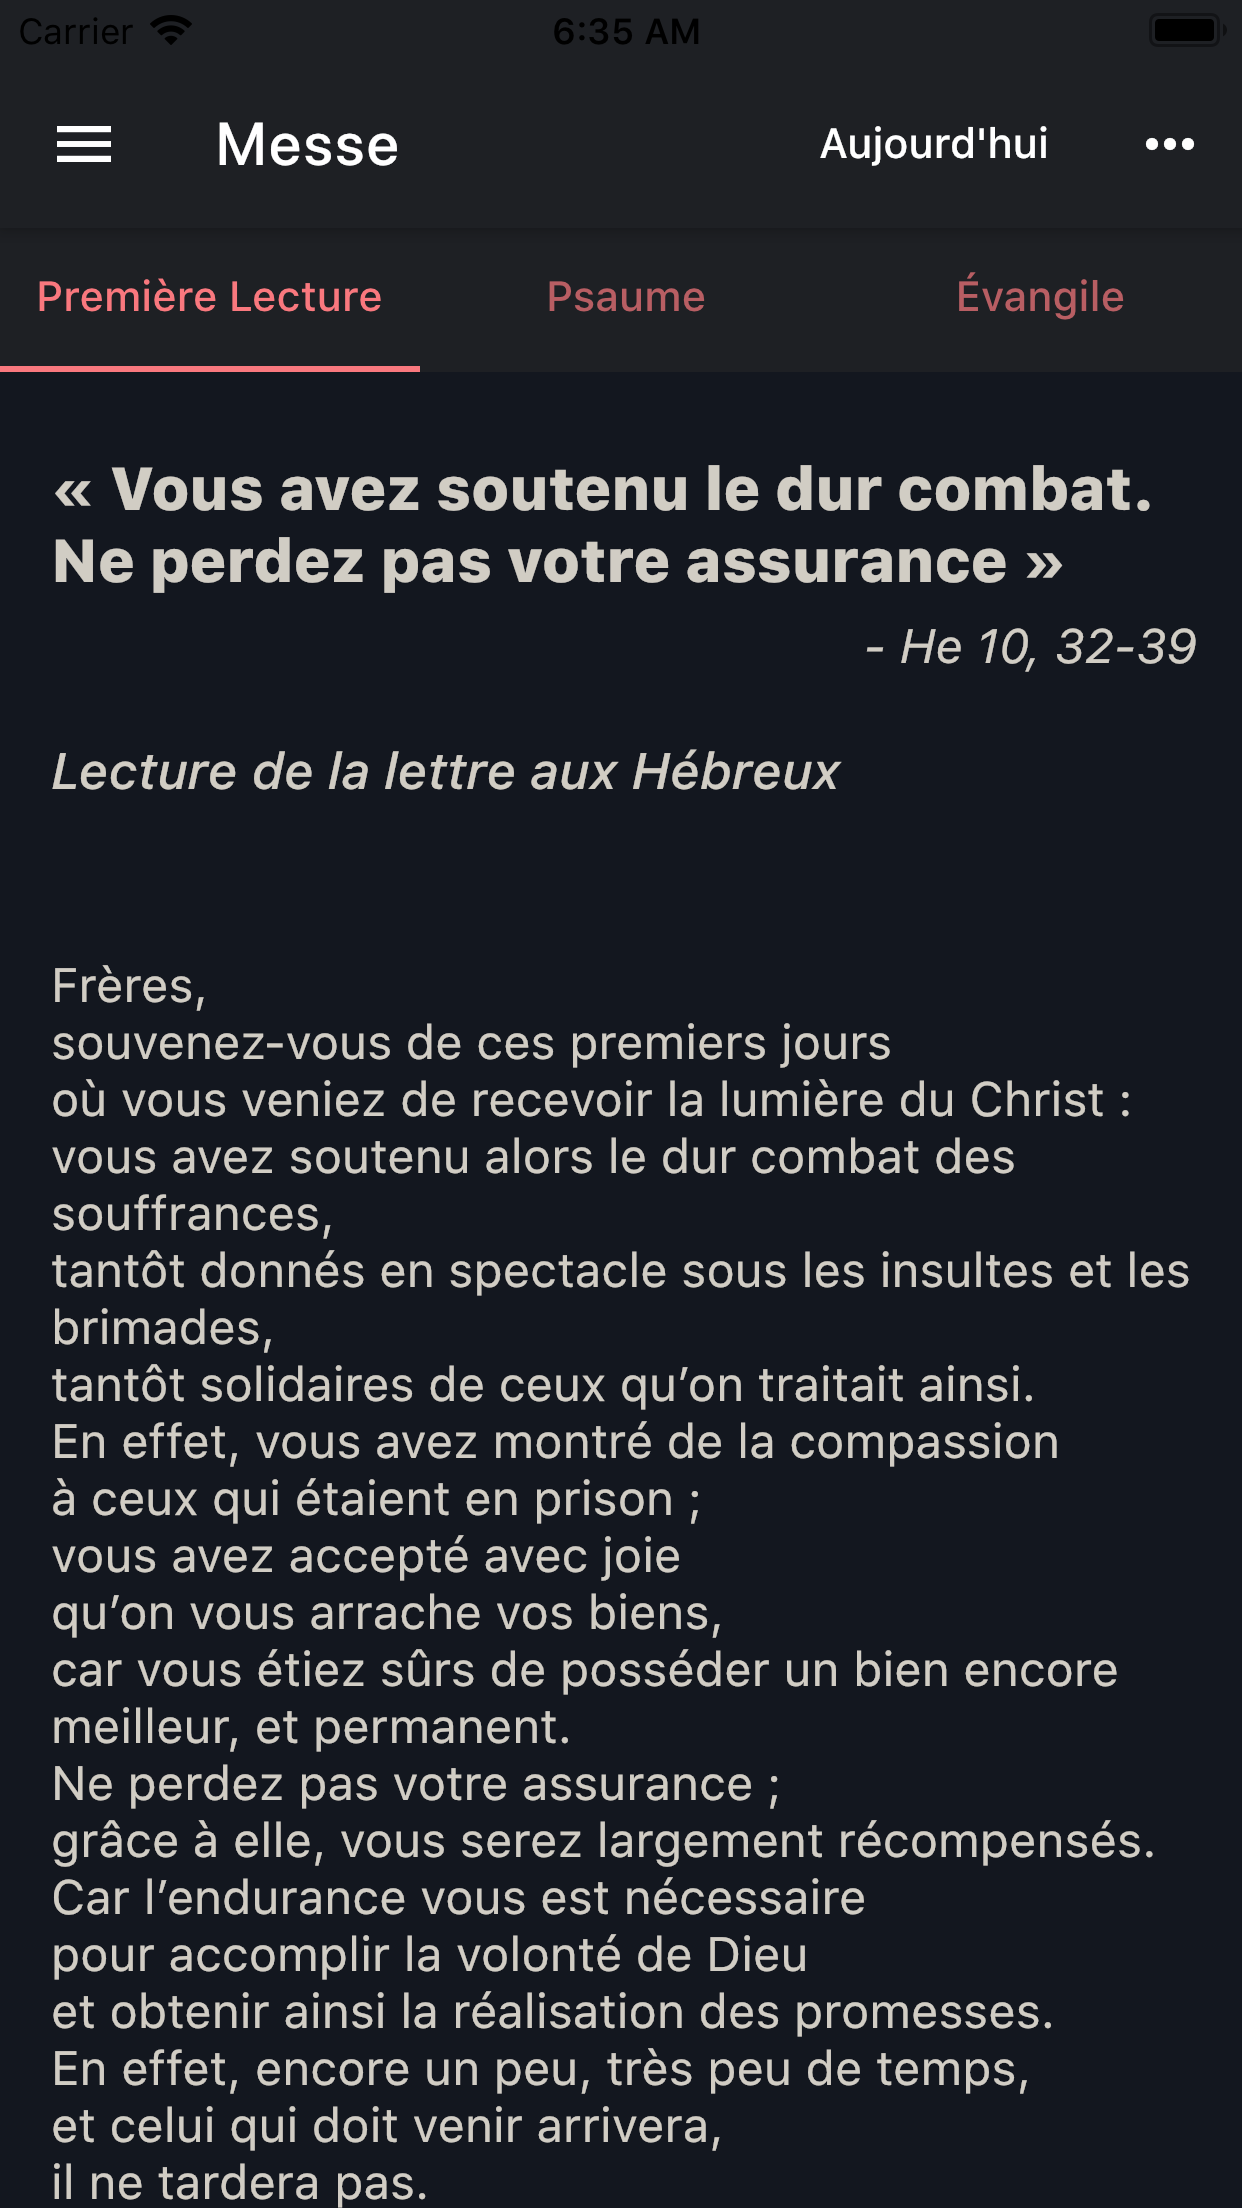 Carrier 6:35 AM
Messe Aujourd'hui
Première Lecture Psaume Évangile
« Vous avez soutenu le dur combat.
Ne perdez pas votre assurance »
- He 10, 32-39
Lecture de la lettre aux Hébreux
Frères,
souvenez-vous de ces premiers jours
où vous veniez de recevoir la lumière du Christ :
vous avez soutenu alors le dur combat des
souffrances,
tantôt donnés en spectacle sous les insultes et les
brimades,
tantôt solidaires de ceux qu’on traitait ainsi.
En effet, vous avez montré de la compassion
à ceux qui étaient en prison ;
vous avez accepté avec joie
qu’on vous arrache vos biens,
car vous étiez sûrs de posséder un bien encore
meilleur, et permanent.
Ne perdez pas votre assurance ;
grâce à elle, vous serez largement récompensés.
Car l’endurance vous est nécessaire
pour accomplir la volonté de Dieu
et obtenir ainsi la réalisation des promesses.
En effet, encore un peu, très peu de temps,
et celui qui doit venir arrivera,
il ne tardera pas.